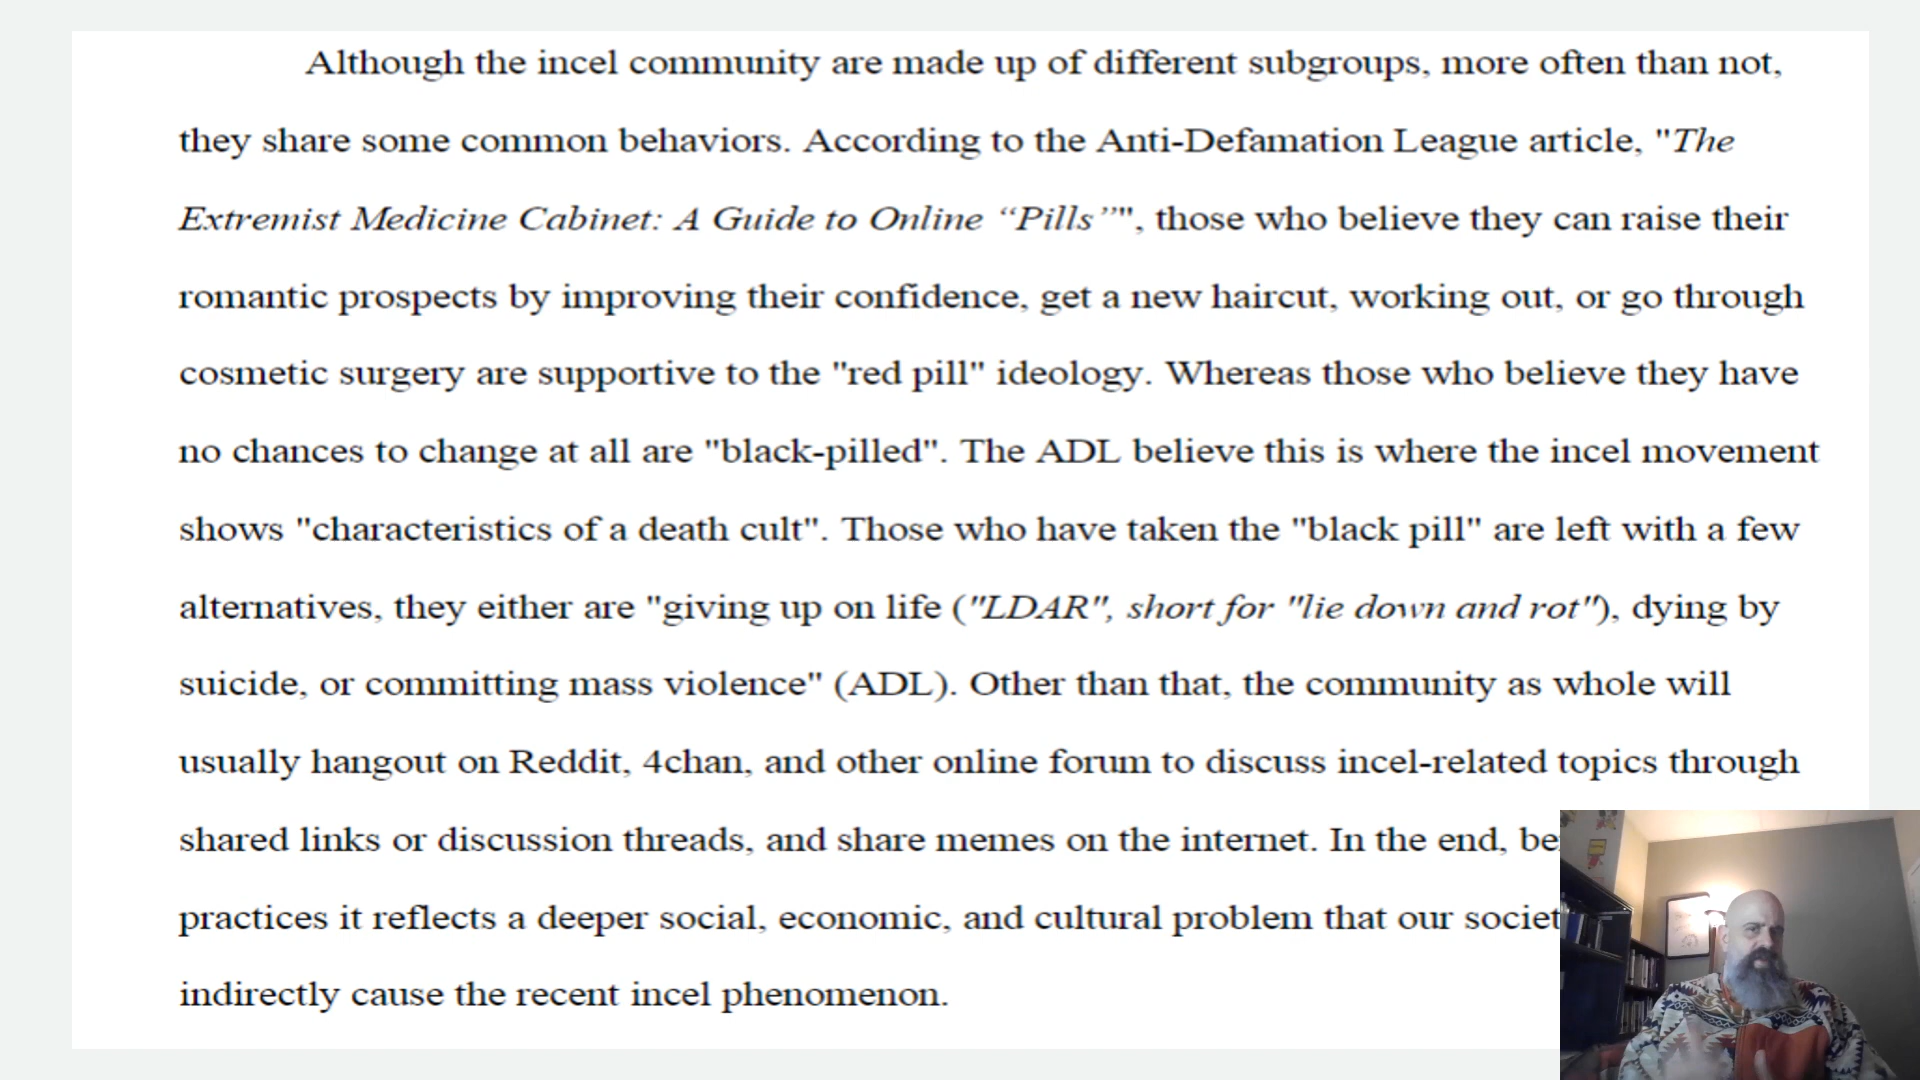 Although the incel community are made up of different subgroups, more often than not,
they share some common behaviors. According to the Anti-Defamation League article, "The
Extremist Medicine Cabinet: A Guide to Online “Pills”", those who believe they can raise their
romantic prospects by improving their confidence, get a new haircut, working out, or go through
cosmetic surgery are supportive to the "red pill" ideology. Whereas those who believe they have
no chances to change at all are "black-pilled". The ADL believe this is where the incel movement
shows "characteristics of a death cult". Those who have taken the "black pill" are left with a few
alternatives, they either are "giving up on life ("LDAR", short for "lie down and rot"), dying by
suicide, or committing mass violence" (ADL). Other than that, the community as whole will
usually hangout on Reddit, 4chan, and other online forum to discuss incel-related topics through
shared links or discussion threads, and share memes on the internet. In the end,
practices it reflects a deeper social, economic, and cultural problem that our
indirectly cause the recent incel phenomenon.